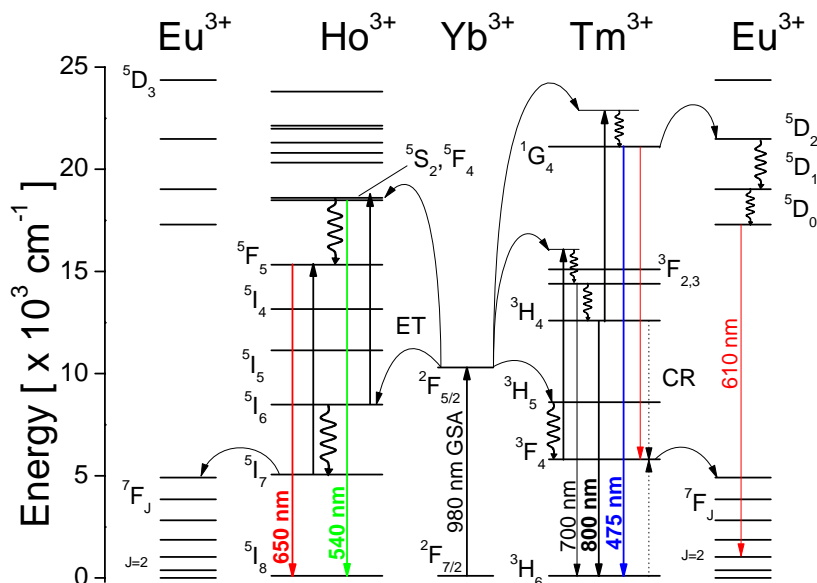 Eu³⁺ Ho³⁺ Yb³⁺ Tm³⁺ Eu³⁺
Energy [ x 10³ cm⁻¹]
25
20
15
10
5
0
⁵D₃
⁷F_J
J=2
⁵S₂,⁵F₄
⁵F₅
⁵I₄
⁵I₅
⁵I₆
⁵I₇
⁵I₈
650 nm
540 nm
ET
²F₅/₂
980 nm GSA
²F₇/₂
¹G₄
³F₂,₃
³H₄
³H₅
³F₄
³H₆
700 nm
800 nm
475 nm
CR
⁵D₂
⁵D₁
⁵D₀
610 nm
⁷F_J
J=2